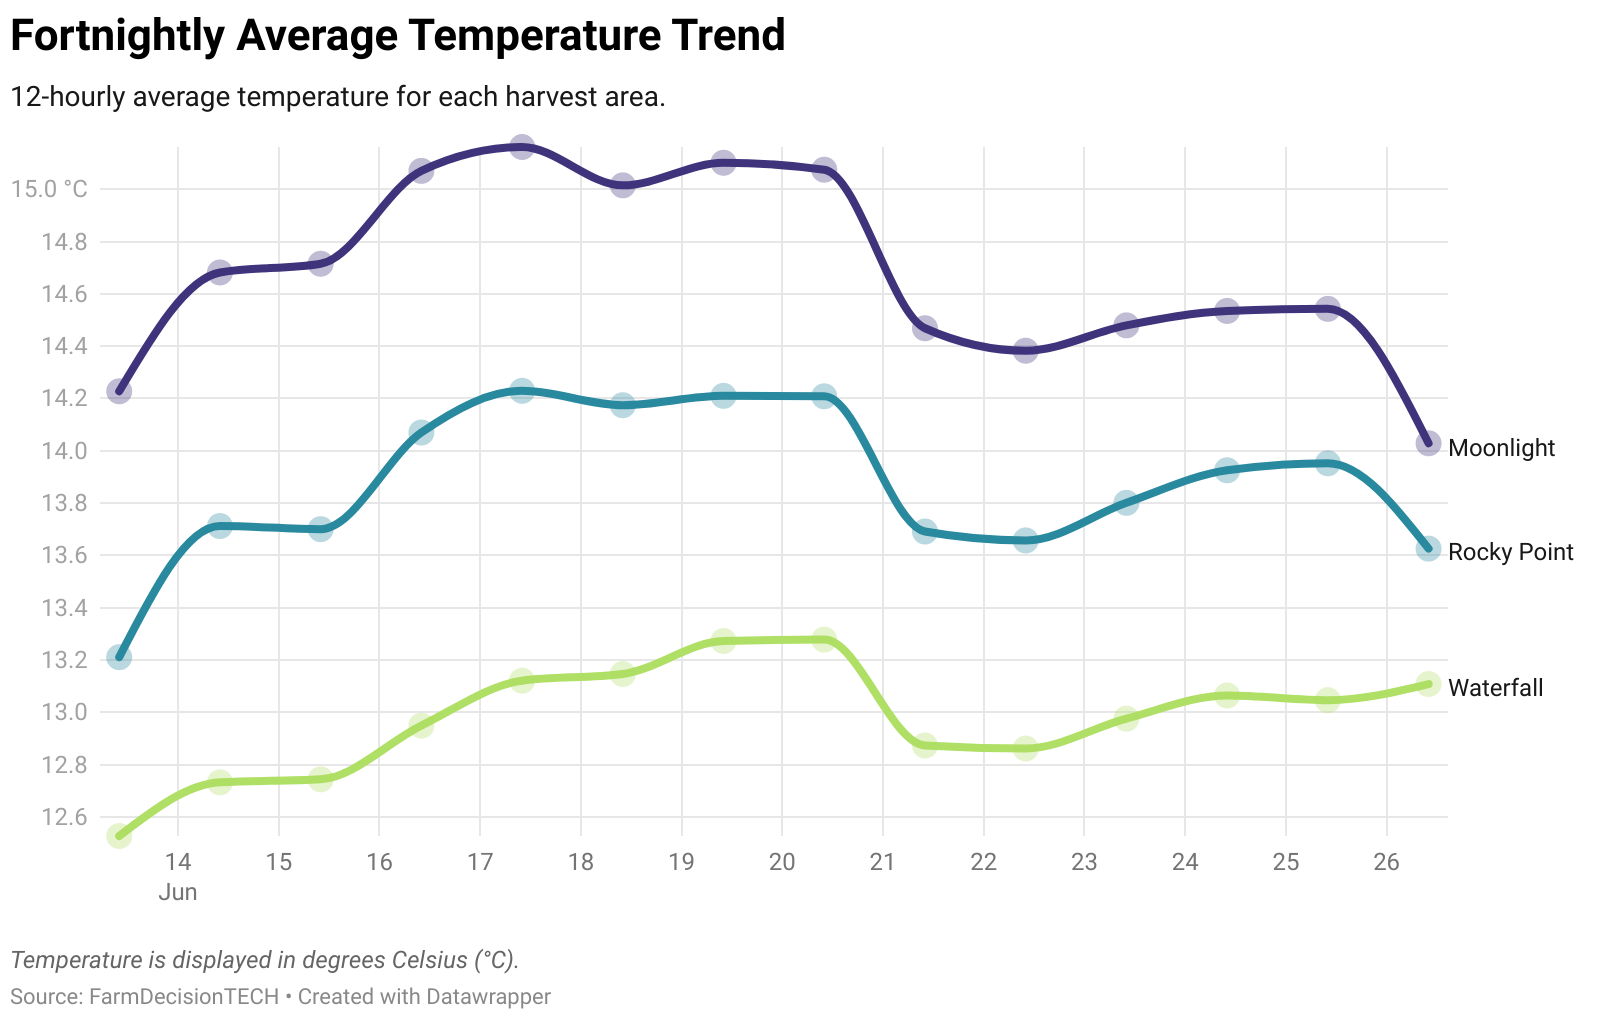 Fortnightly Average Temperature Trend
12-hourly average temperature for each harvest area.
15.0 °C
14.8
14.6
14.4
14.2
14.0
13.8
13.6
13.4
13.2
13.0
12.8
12.6
Moonlight
Rocky Point
Waterfall
14 15 16 17 18 19 20 21 22 23 24 25 26
Jun
Temperature is displayed in degrees Celsius (°C).
Source: FarmDecisionTECH • Created with Datawrapper